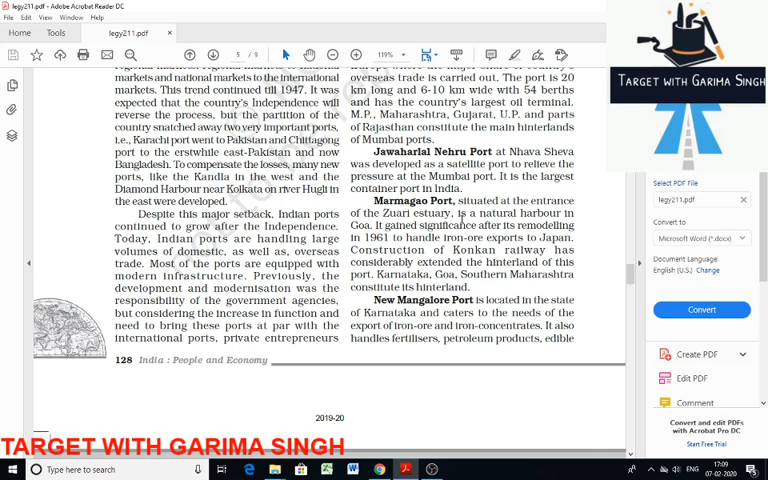 legy211.pdf - Adobe Acrobat Reader DC
File Edit View Window Help
Home Tools legy211.pdf ×
5 / 9 119%
markets and national markets to the international
markets. This trend continued till 1947. It was
expected that the country's Independence will
reverse the process, but the partition of the
country snatched away two very important ports,
i.e., Karachi port went to Pakistan and Chittagong
port to the erstwhile east-Pakistan and now
Bangladesh. To compensate the losses, many new
ports, like the Kandla in the west and the
Diamond Harbour near Kolkata on river Hugli in
the east were developed.
Despite this major setback, Indian ports
continued to grow after the Independence.
Today, Indian ports are handling large
volumes of domestic, as well as, overseas
trade. Most of the ports are equipped with
modern infrastructure. Previously, the
development and modernisation was the
responsibility of the government agencies,
but considering the increase in function and
need to bring these ports at par with the
international ports, private entrepreneurs
128 India : People and Economy
overseas trade is carried out. The port is 20
km long and 6-10 km wide with 54 berths
and has the country's largest oil terminal.
M.P., Maharashtra, Gujarat, U.P. and parts
of Rajasthan constitute the main hinterlands
of Mumbai ports.
Jawaharlal Nehru Port at Nhava Sheva
was developed as a satellite port to relieve the
pressure at the Mumbai port. It is the largest
container port in India.
Marmagao Port, situated at the entrance
of the Zuari estuary, is a natural harbour in
Goa. It gained significance after its remodelling
in 1961 to handle iron-ore exports to Japan.
Construction of Konkan railway has
considerably extended the hinterland of this
port. Karnataka, Goa, Southern Maharashtra
constitute its hinterland.
New Mangalore Port is located in the state
of Karnataka and caters to the needs of the
export of iron-ore and iron-concentrates. It also
handles fertilisers, petroleum products, edible
2019-20
TARGET WITH GARIMA SINGH
Select PDF File
legy211.pdf
Convert to
Microsoft Word (*.docx)
Document Language:
English (U.S.) Change
Convert
Create PDF
Edit PDF
Comment
Convert and edit PDFs
with Acrobat Pro DC
Start Free Trial
TARGET WITH GARIMA SINGH
Type here to search
ENG
17:09
07-02-2020